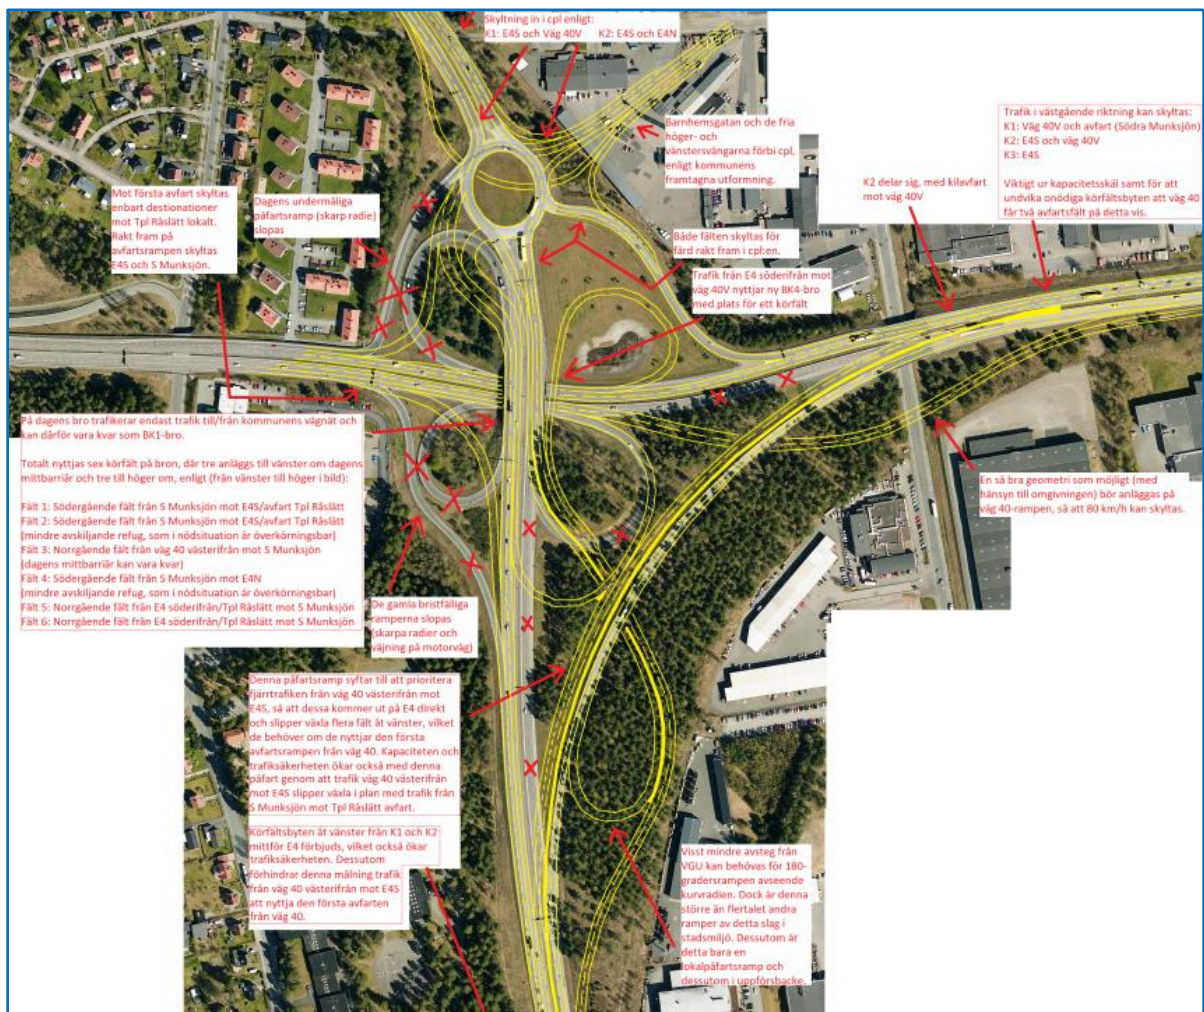 Skyltning in i cpl enligt:
K1: E4S och Väg 40V K2: E4S och E4N
Barnhemsgatan och de fria
höger- och
vänstersvängarna förbi cpl,
enligt kommunens
framtagna utformning.
Trafik i västgående riktning kan skyltas:
K1: Väg 40V och avfart (Södra Munksjön)
K2: E4S och väg 40V
K3: E4S
Viktigt ur kapacitetsskäl samt för att
undvika onödiga körfältsbyten att väg 40
får två avfartsfält på detta vis.
K2 delar sig, med kilavfart
mot väg 40V
Mot första avfart skyltas
enbart destionationer
mot Tpl Råslätt lokalt.
Rakt fram på
avfartsrampen skyltas
E4S och S Munksjön.
Dagens undermåliga
påfartsramp (skarp radie)
slopas
Både fälten skyltas för
färd rakt fram i cpl:en.
Trafik från E4 söderifrån mot
väg 40V nyttjar ny BK4-bro
med plats för ett körfält
På dagens bro trafikerar endast trafik till/från kommunens vägnät och
kan därför vara kvar som BK1-bro.
Totalt nyttjas sex körfält på bron, där tre anläggs till vänster om dagens
mittbarriär och tre till höger om, enligt (från vänster till höger i bild):
Fält 1: Södergående fält från S Munksjön mot E4S/avfart Tpl Råslätt
Fält 2: Södergående fält från S Munksjön mot E4S/avfart Tpl Råslätt
(mindre avskiljande refug, som i nödsituation är överkörningsbar)
Fält 3: Norrgående fält från väg 40 västerifrån mot S Munksjön
(dagens mittbarriär kan vara kvar)
Fält 4: Södergående fält från S Munksjön mot E4N
(mindre avskiljande refug, som i nödsituation är överkörningsbar)
Fält 5: Norrgående fält från E4 söderifrån/Tpl Råslätt mot S Munksjön
Fält 6: Norrgående fält från E4 söderifrån/Tpl Råslätt mot S Munksjön
En så bra geometri som möjligt (med
hänsyn till omgivningen) bör anläggas på
väg 40-rampen, så att 80 km/h kan skyltas.
De gamla bristfälliga
ramperna slopas
(skarpa radier och
väjning på motorväg)
Denna påfartsramp syftar till att prioritera
fjärrtrafiken från väg 40 västerifrån mot
E4S, så att dessa kommer ut på E4 direkt
och slipper växla flera fält åt vänster, vilket
de behöver om de nyttjar den första
avfartsrampen från väg 40. Kapaciteten och
trafiksäkerheten ökar också med denna
påfart genom att trafik väg 40 västerifrån
mot E4S slipper växla i plan med trafik från
S Munksjön mot Tpl Råslätt avfart.
Körfältsbyten åt vänster från K1 och K2
mittför E4 förbjuds, vilket också ökar
trafiksäkerheten. Dessutom
förhindrar denna målning trafik
från väg 40 västerifrån mot E4S
att nyttja den första avfarten
från väg 40.
Visst mindre avsteg från
VGU kan behövas för 180-
gradersrampen avseende
kurvradien. Dock är denna
större än flertalet andra
ramper av detta slag i
stadsmiljö. Dessutom är
detta bara en
lokalpåfartsramp och
dessutom i uppförsbacke.